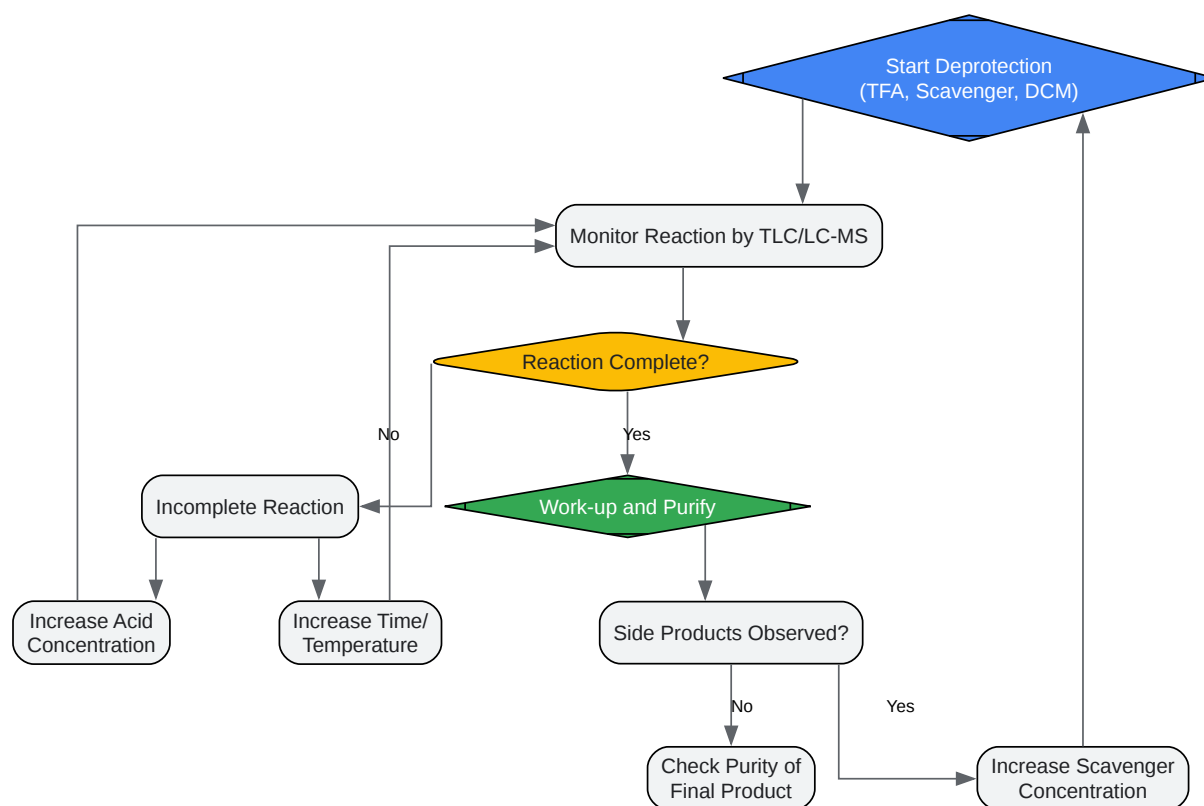 Start Deprotection
(TFA, Scavenger, DCM)
Monitor Reaction by TLC/LC-MS
Reaction Complete?
No
Yes
Incomplete Reaction
Work-up and Purify
Increase Acid
Concentration
Increase Time/
Temperature
Side Products Observed?
No
Yes
Check Purity of
Final Product
Increase Scavenger
Concentration